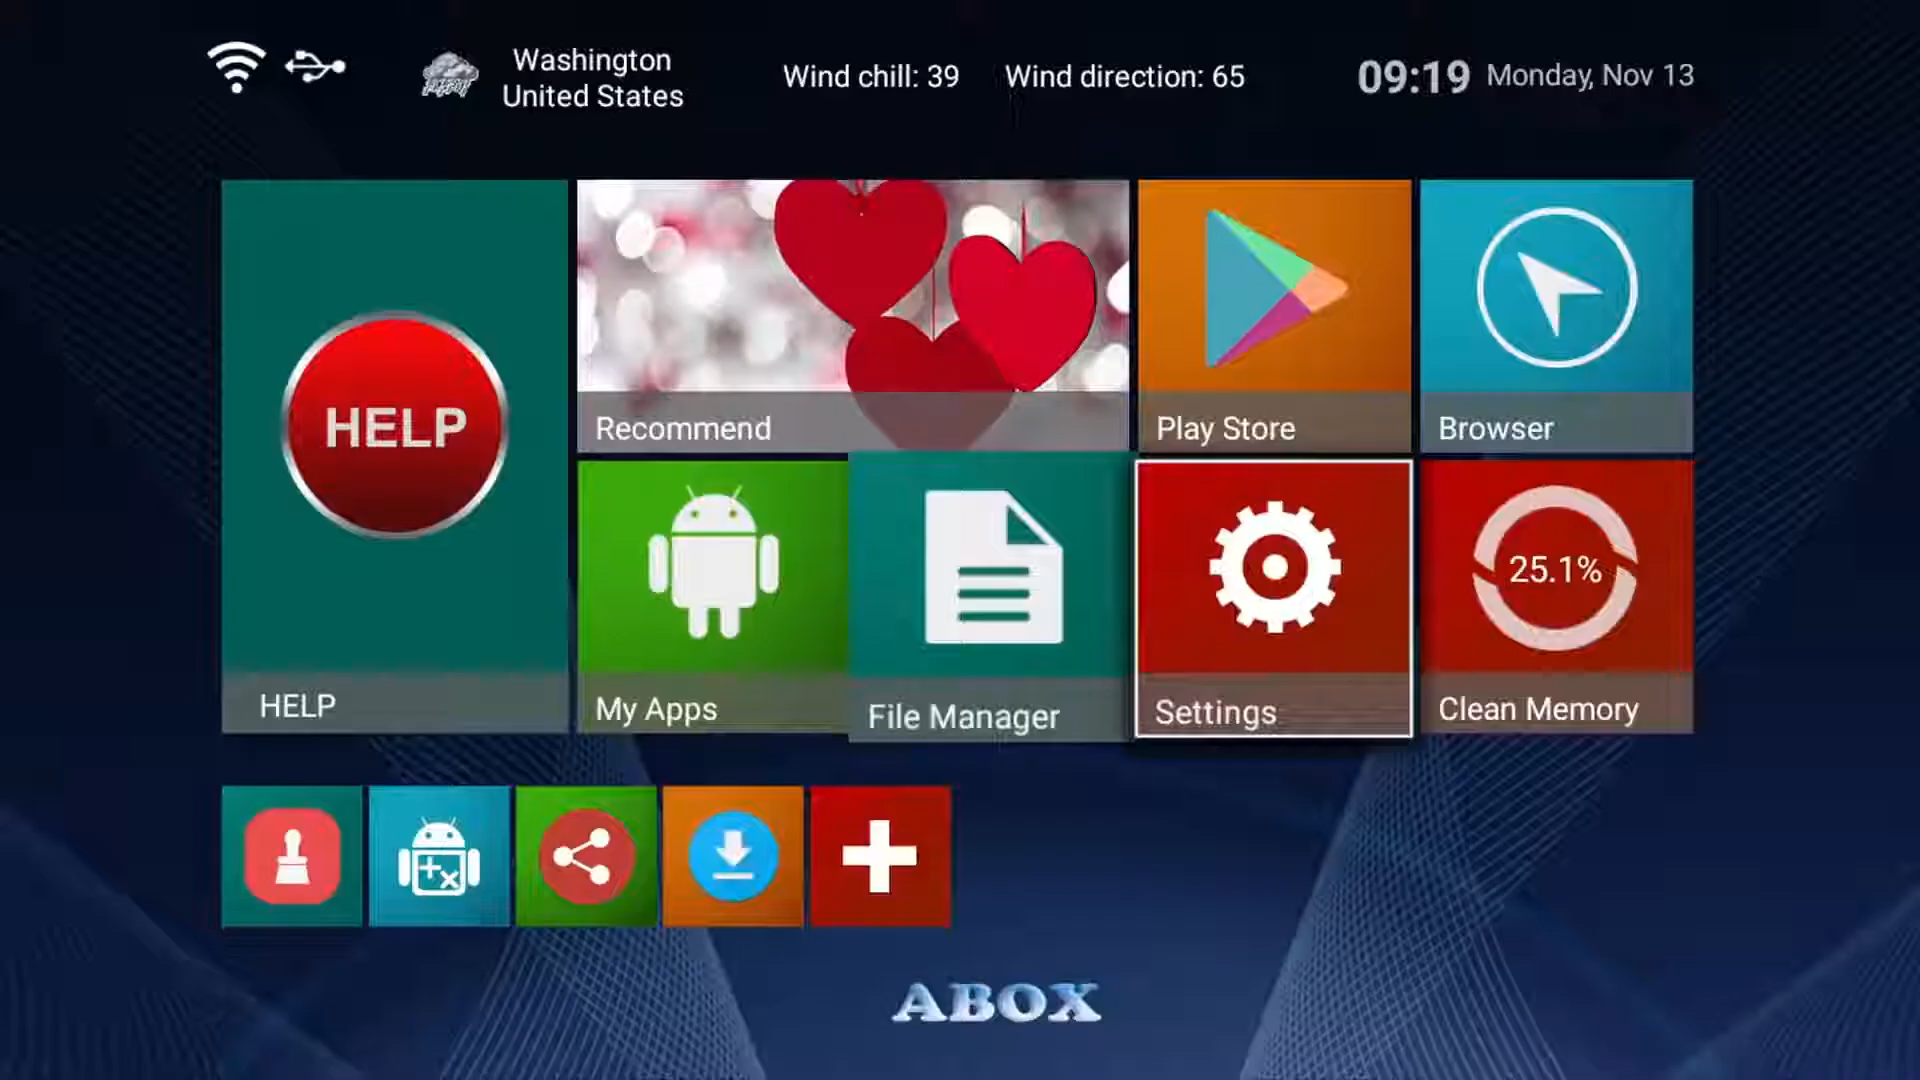 Washington
United States
Wind chill: 39
Wind direction: 65
09:19 Monday, Nov 13
HELP
Recommend
Play Store
Browser
25.1%
HELP
My Apps
File Manager
Settings
Clean Memory
ABOX